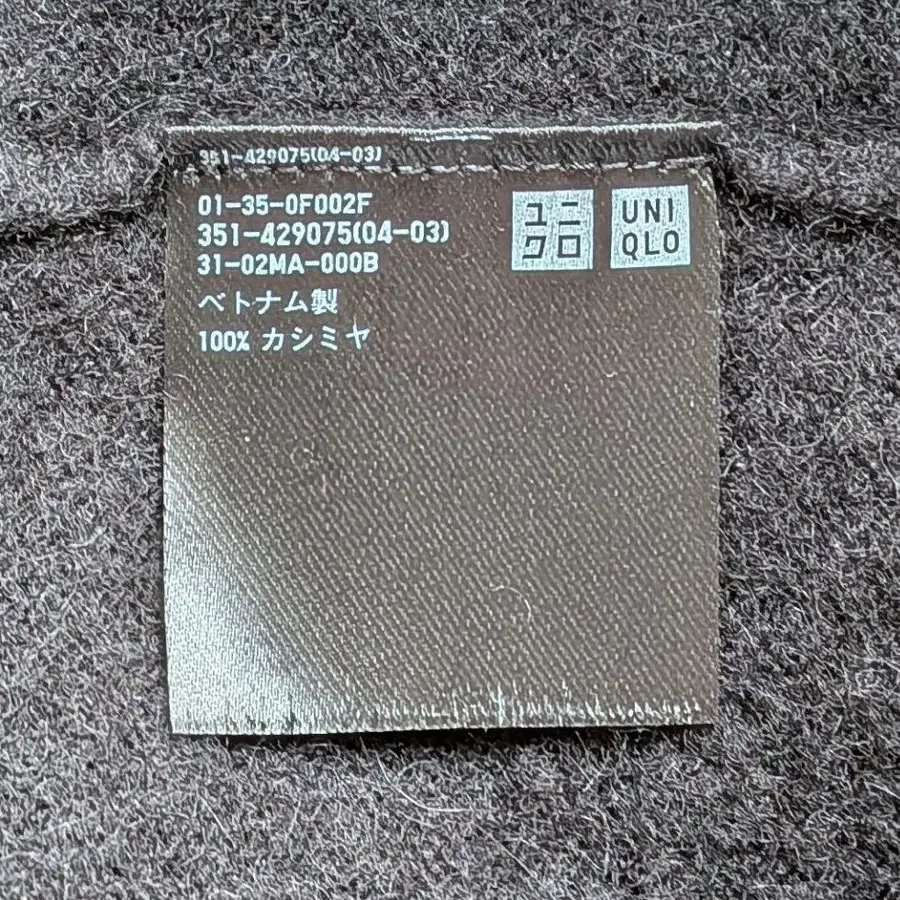 351-429075(04-03)
01-35-0F002F
351-429075(04-03)
31-02MA-000B
ベトナム製
100% カシミヤ
ユニ
クロ
UNI
QLO